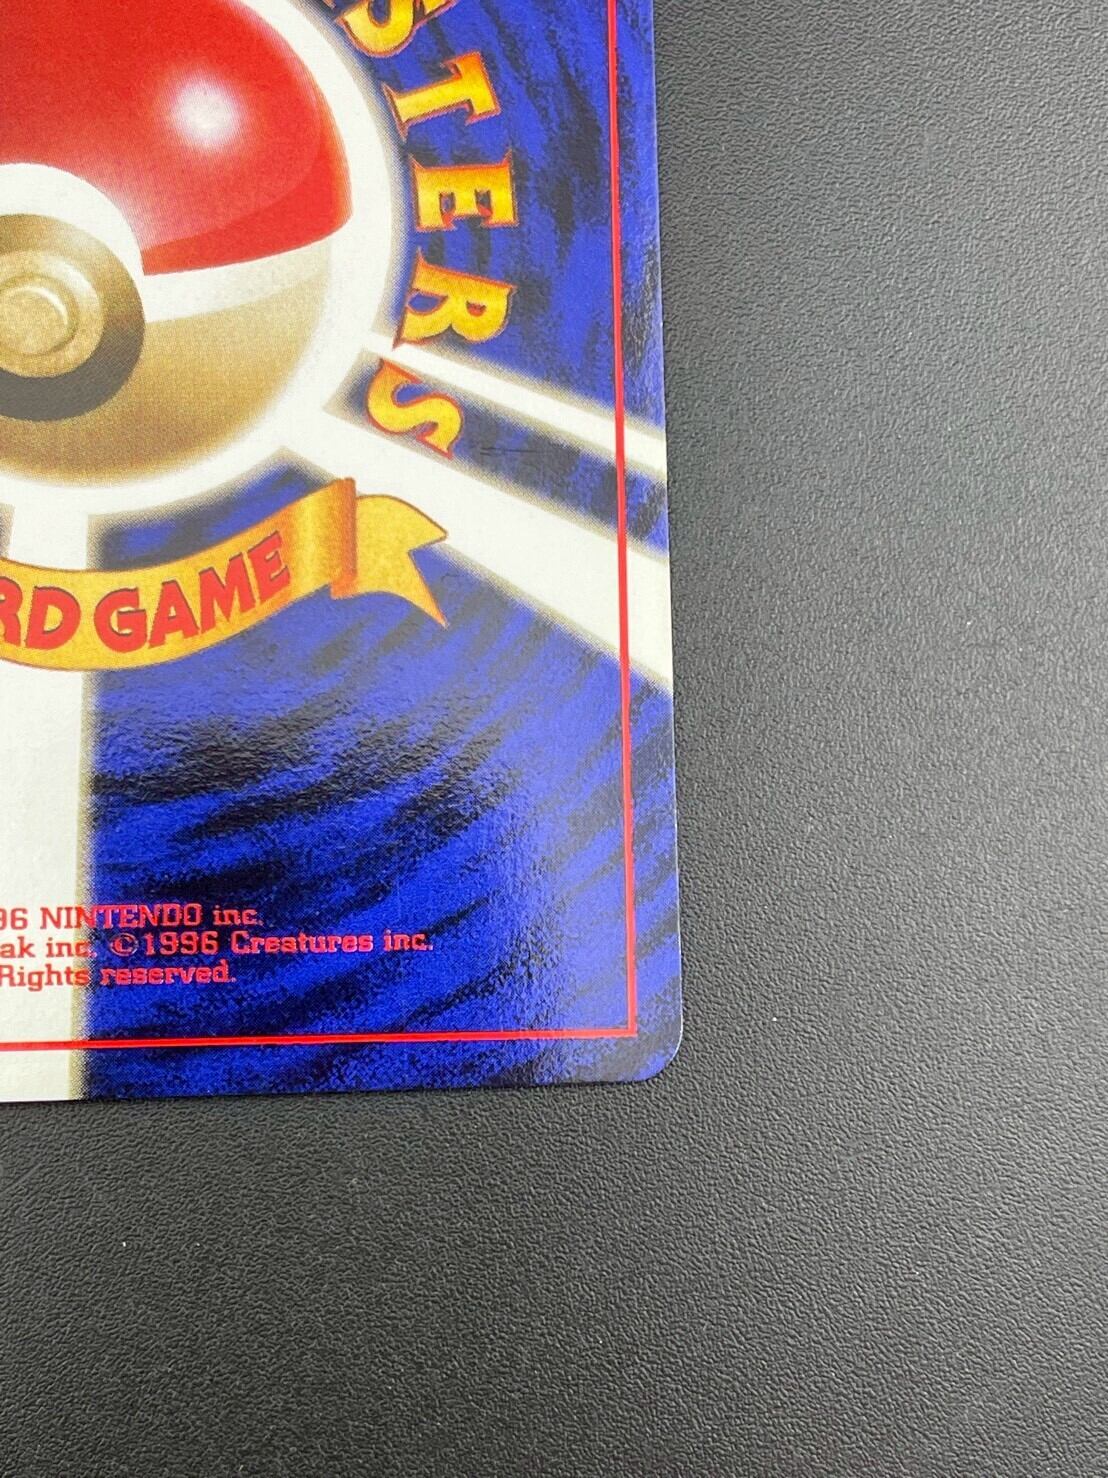 STERS
RD GAME
96 NINTENDO inc.
ak inc. ©1996 Creatures inc.
Rights reserved.